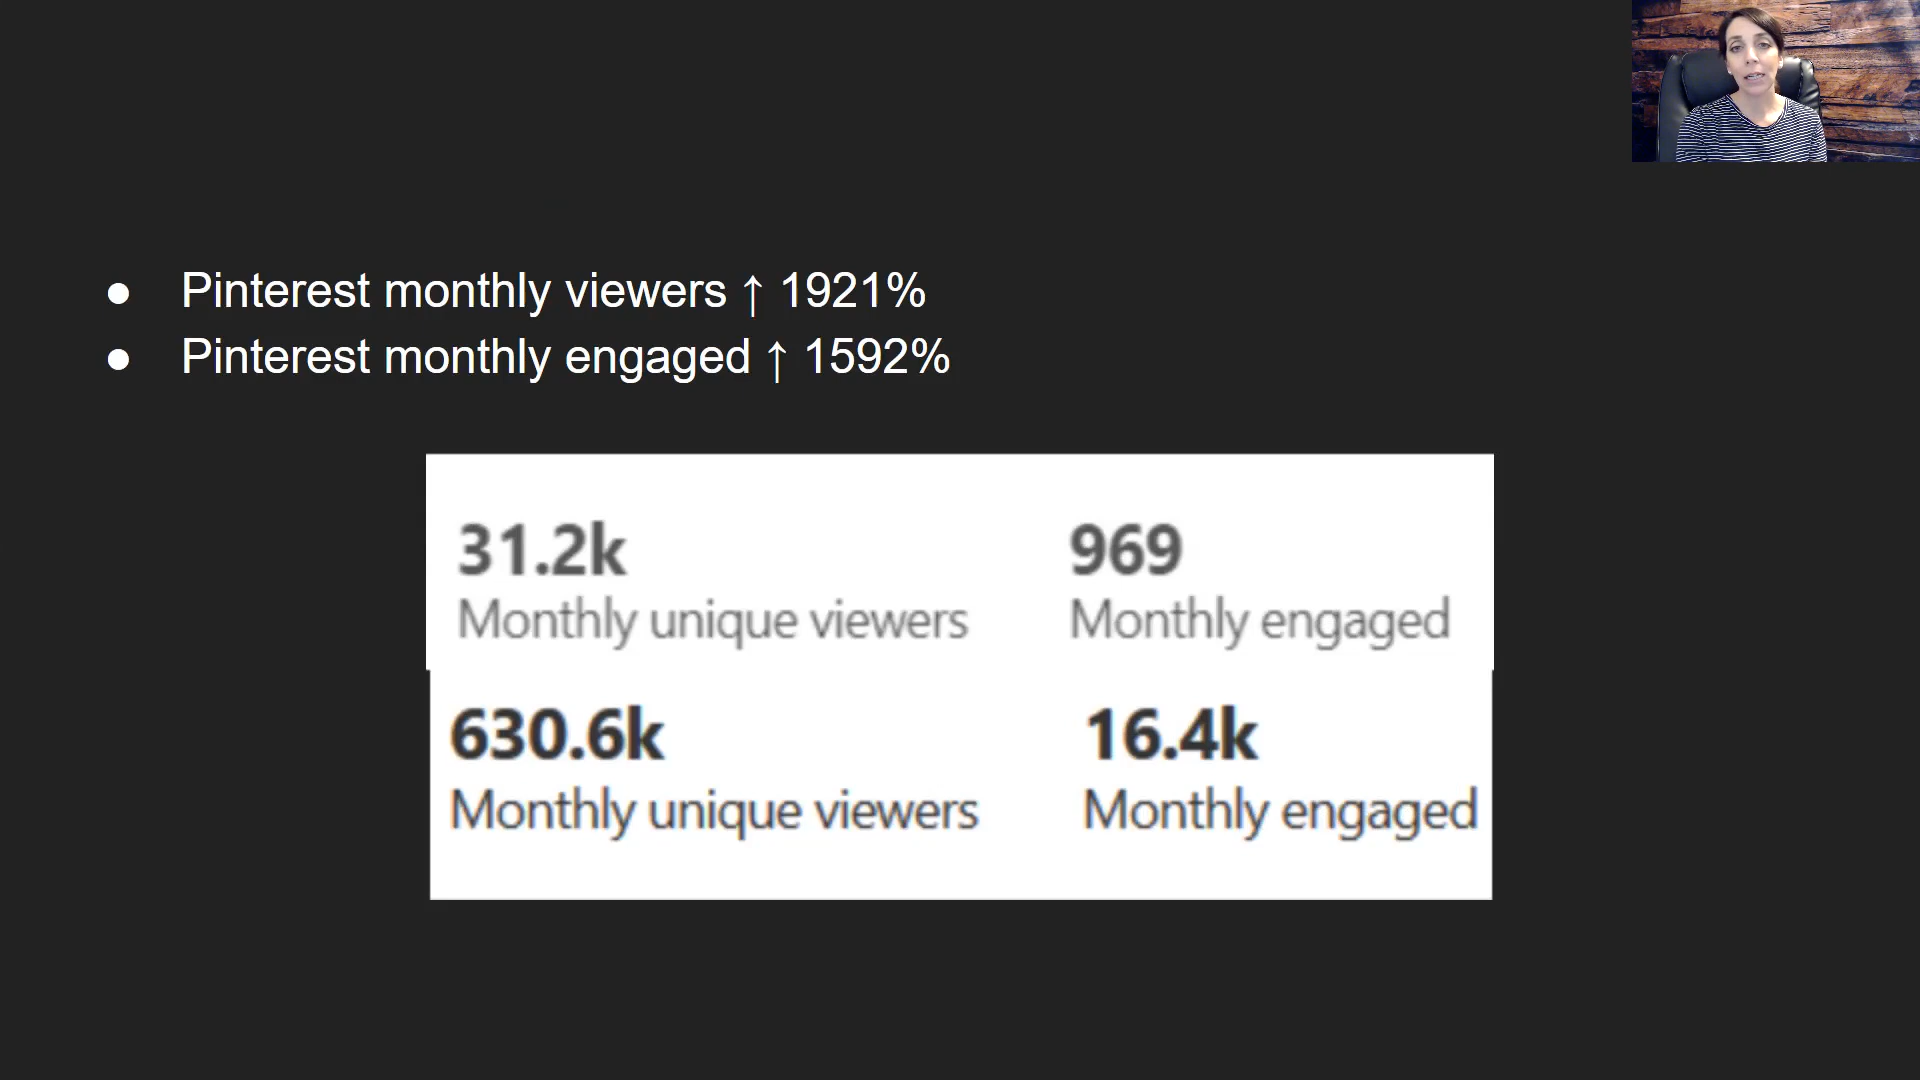 ● Pinterest monthly viewers ↑ 1921%
● Pinterest monthly engaged ↑ 1592%
31.2k 969
Monthly unique viewers Monthly engaged
630.6k 16.4k
Monthly unique viewers Monthly engaged